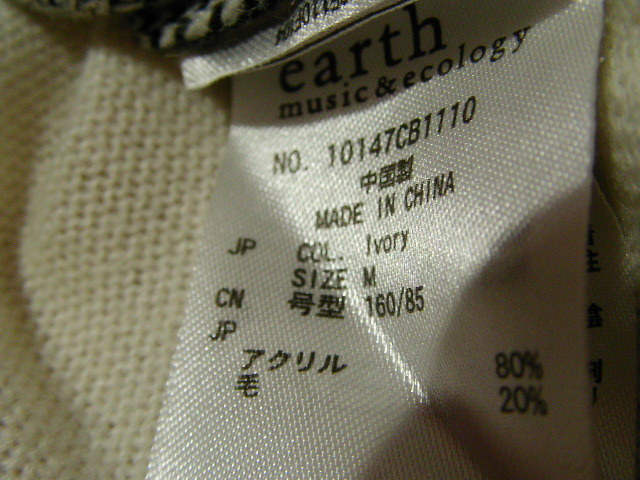 earth
music&ecology
NO. 10147CB1110
中国製
MADE IN CHINA
JP COL. Ivory
SIZE M
CN 号型 160/85
JP
アクリル 80%
毛 20%